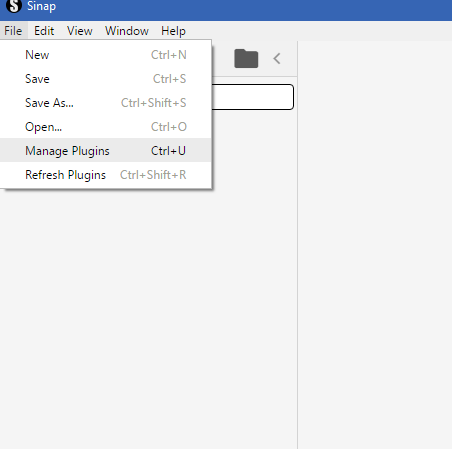 Sinap
File Edit View Window Help
New Ctrl+N
Save Ctrl+S
Save As... Ctrl+Shift+S
Open... Ctrl+O
Manage Plugins Ctrl+U
Refresh Plugins Ctrl+Shift+R